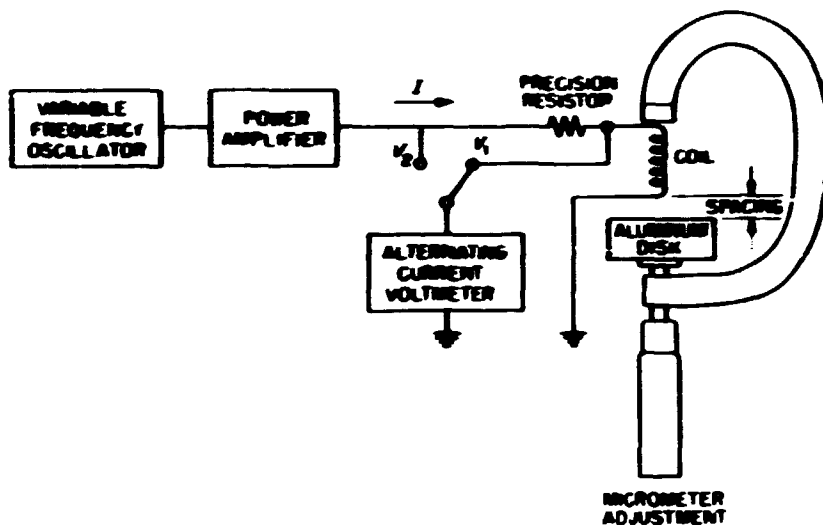 VARIABLE
FREQUENCY
OSCILLATOR
POWER
AMPLIFIER
I
PRECISION
RESISTOR
V2
V1
COIL
SPACING
ALUMINUM
DISK
ALTERNATING
CURRENT
VOLTMETER
MICROMETER
ADJUSTMENT